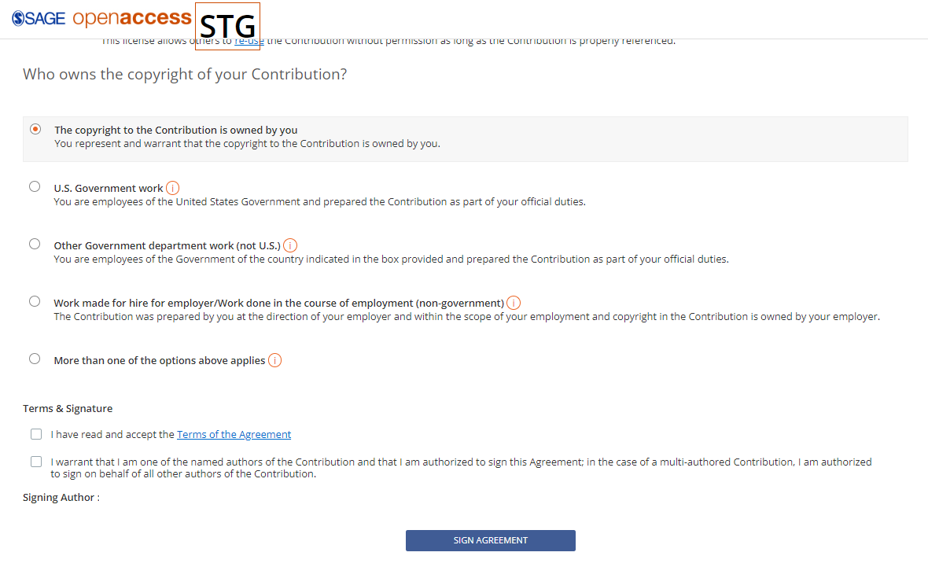 SAGE openaccess STG
This license allows others to re-use the Contribution without permission as long as the Contribution is properly referenced.
Who owns the copyright of your Contribution?
The copyright to the Contribution is owned by you
You represent and warrant that the copyright to the Contribution is owned by you.
U.S. Government work
You are employees of the United States Government and prepared the Contribution as part of your official duties.
Other Government department work (not U.S.)
You are employees of the Government of the country indicated in the box provided and prepared the Contribution as part of your official duties.
Work made for hire for employer/Work done in the course of employment (non-government)
The Contribution was prepared by you at the direction of your employer and within the scope of your employment and copyright in the Contribution is owned by your employer.
More than one of the options above applies
Terms & Signature
I have read and accept the Terms of the Agreement
I warrant that I am one of the named authors of the Contribution and that I am authorized to sign this Agreement; in the case of a multi-authored Contribution, I am authorized
to sign on behalf of all other authors of the Contribution.
Signing Author :
SIGN AGREEMENT